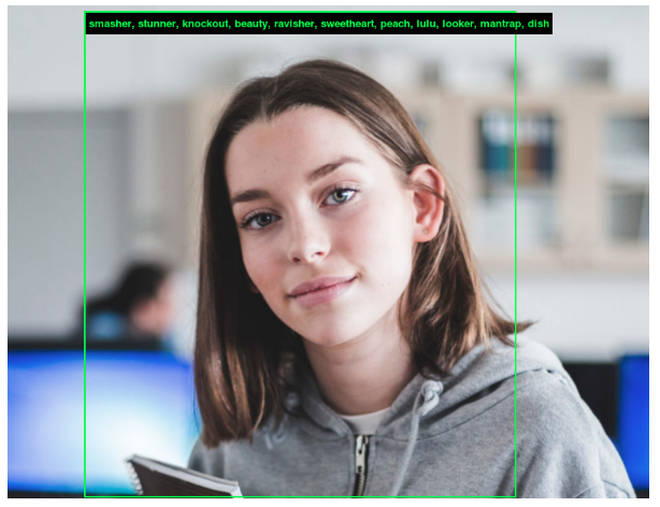 smasher, stunner, knockout, beauty, ravisher, sweetheart, peach, lulu, looker, mantrap, dish